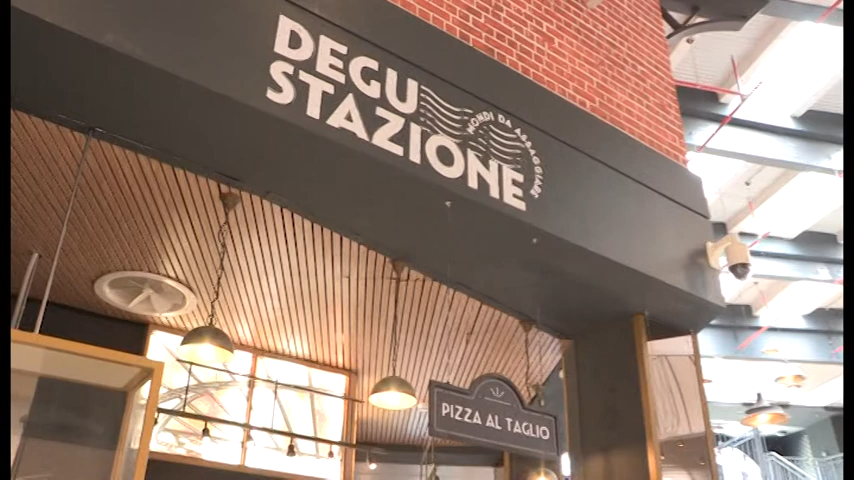 DEGU
STAZIONE
MONDI DA ASSAGGIARE
PIZZA AL TAGLIO